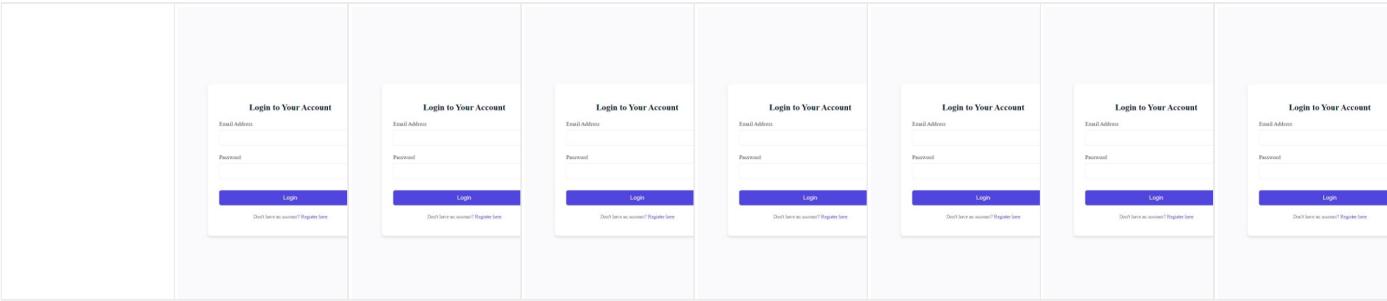 Login to Your Account
Email Address
Password
Login
Don't have an account? Register here
Login to Your Account
Email Address
Password
Login
Don't have an account? Register here
Login to Your Account
Email Address
Password
Login
Don't have an account? Register here
Login to Your Account
Email Address
Password
Login
Don't have an account? Register here
Login to Your Account
Email Address
Password
Login
Don't have an account? Register here
Login to Your Account
Email Address
Password
Login
Don't have an account? Register here
Login to Your Account
Email Address
Password
Login
Don't have an account? Register here